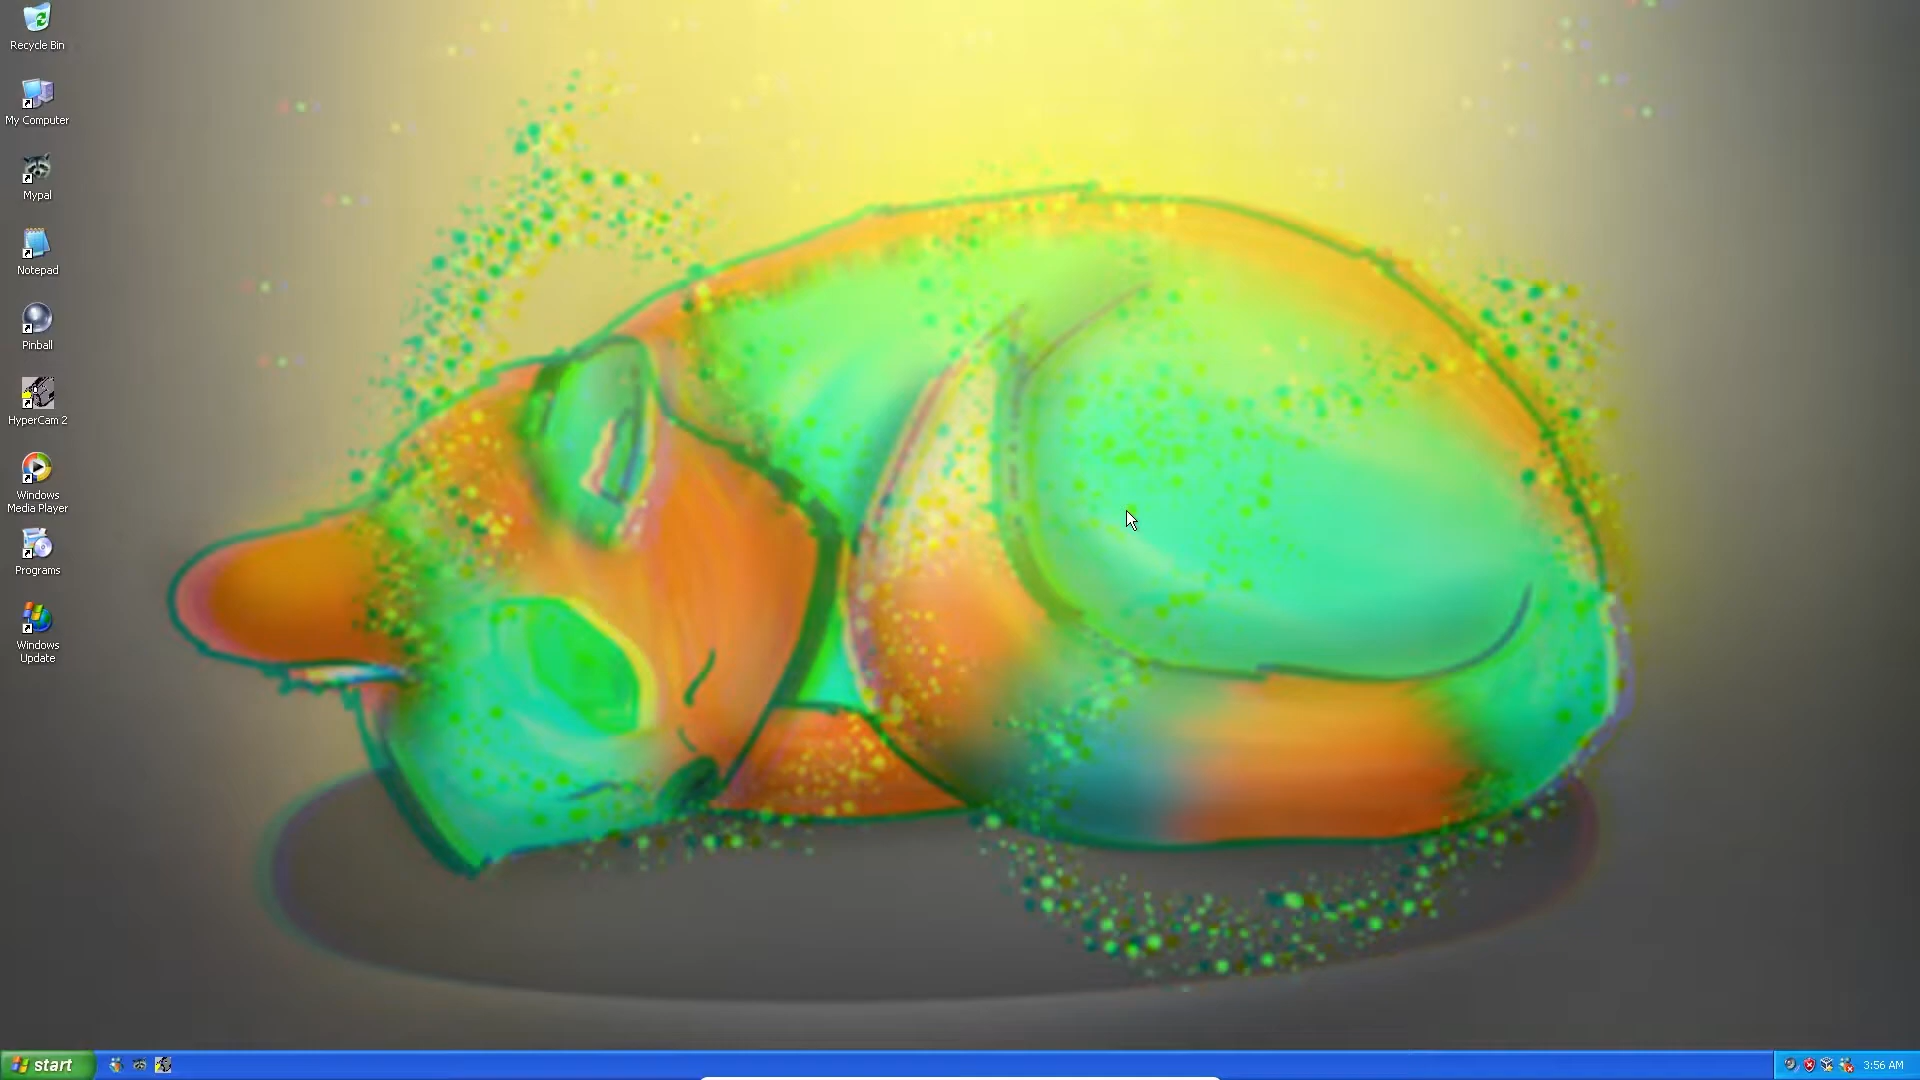 Recycle Bin
My Computer
Mypal
Notepad
Pinball
HyperCam 2
Windows
Media Player
Programs
Windows
Update
start
3:56 AM